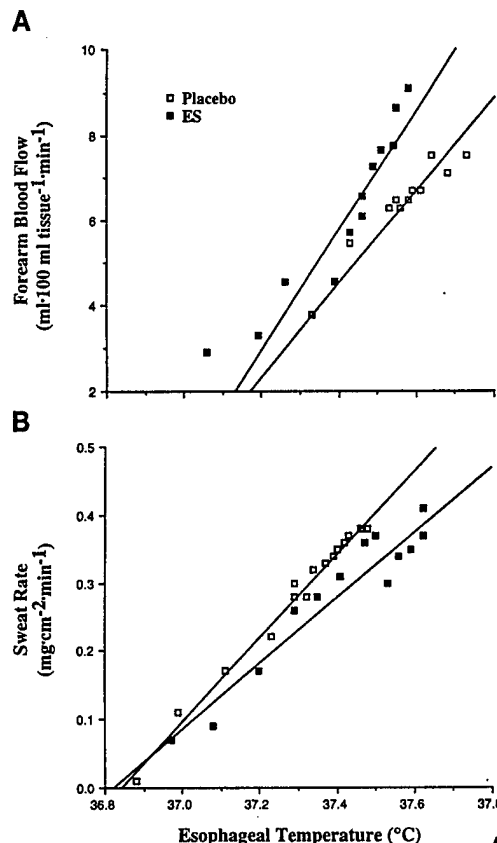 A
10
8
6
4
2
Forearm Blood Flow
(ml·100 ml tissue⁻¹·min⁻¹)
Placebo
ES
B
0.5
0.4
0.3
0.2
0.1
0.0
Sweat Rate
(mg·cm⁻²·min⁻¹)
36.8 37.0 37.2 37.4 37.6 37.8
Esophageal Temperature (°C)